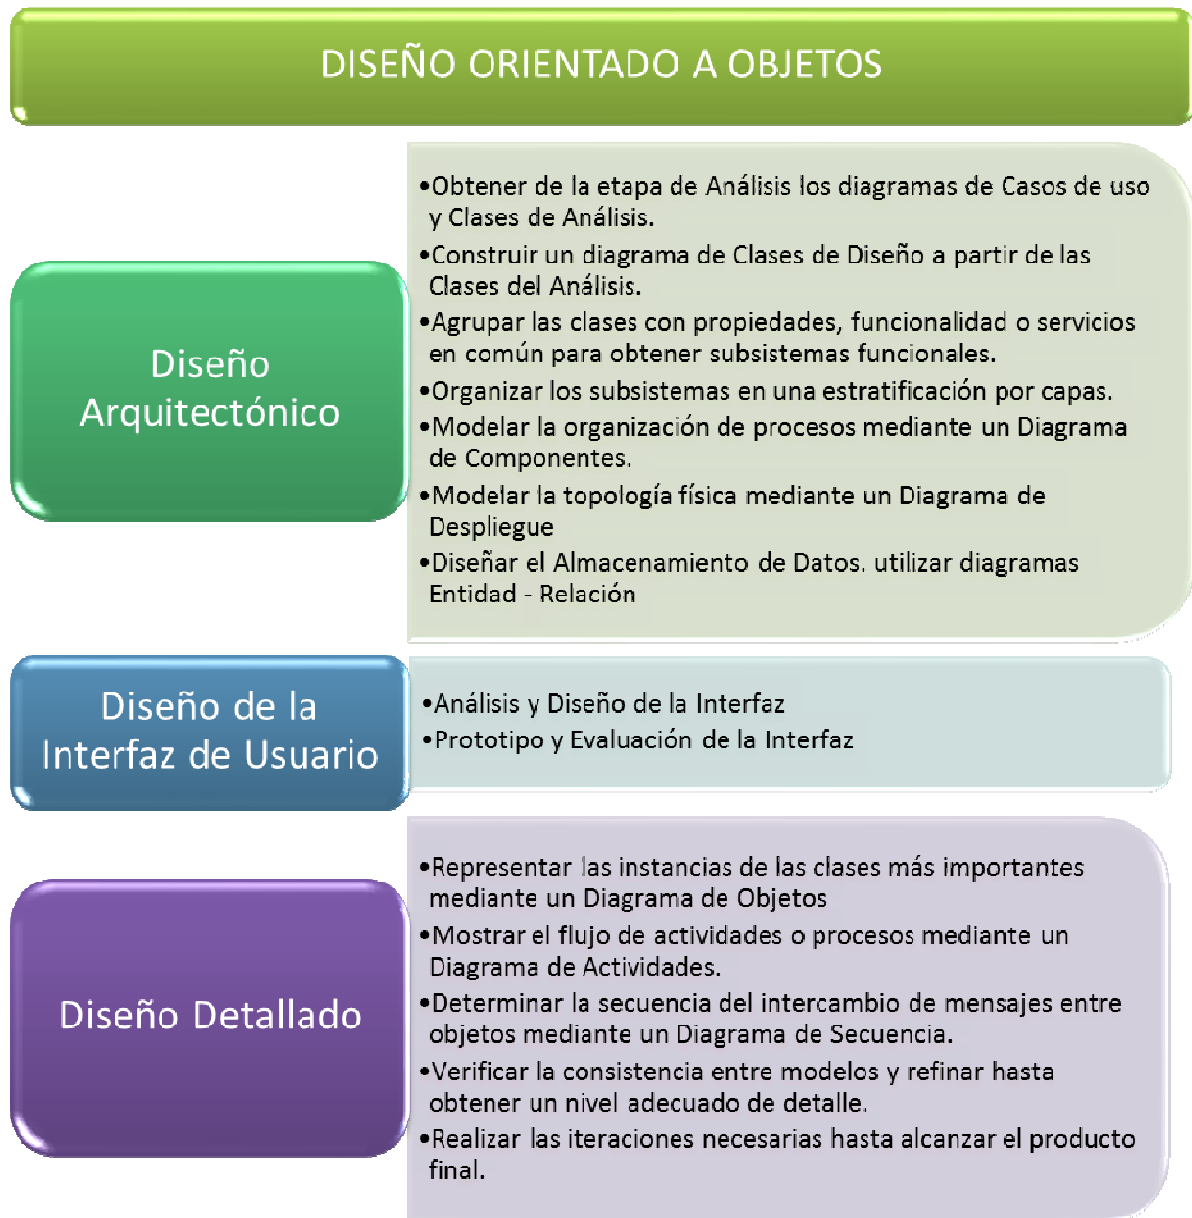 DISEÑO ORIENTADO A OBJETOS
Diseño
Arquitectónico
•Obtener de la etapa de Análisis los diagramas de Casos de uso
y Clases de Análisis.
•Construir un diagrama de Clases de Diseño a partir de las
Clases del Análisis.
•Agrupar las clases con propiedades, funcionalidad o servicios
en común para obtener subsistemas funcionales.
•Organizar los subsistemas en una estratificación por capas.
•Modelar la organización de procesos mediante un Diagrama
de Componentes.
•Modelar la topología física mediante un Diagrama de
Despliegue
•Diseñar el Almacenamiento de Datos. utilizar diagramas
Entidad - Relación
Diseño de la
Interfaz de Usuario
•Análisis y Diseño de la Interfaz
•Prototipo y Evaluación de la Interfaz
Diseño Detallado
•Representar las instancias de las clases más importantes
mediante un Diagrama de Objetos
•Mostrar el flujo de actividades o procesos mediante un
Diagrama de Actividades.
•Determinar la secuencia del intercambio de mensajes entre
objetos mediante un Diagrama de Secuencia.
•Verificar la consistencia entre modelos y refinar hasta
obtener un nivel adecuado de detalle.
•Realizar las iteraciones necesarias hasta alcanzar el producto
final.